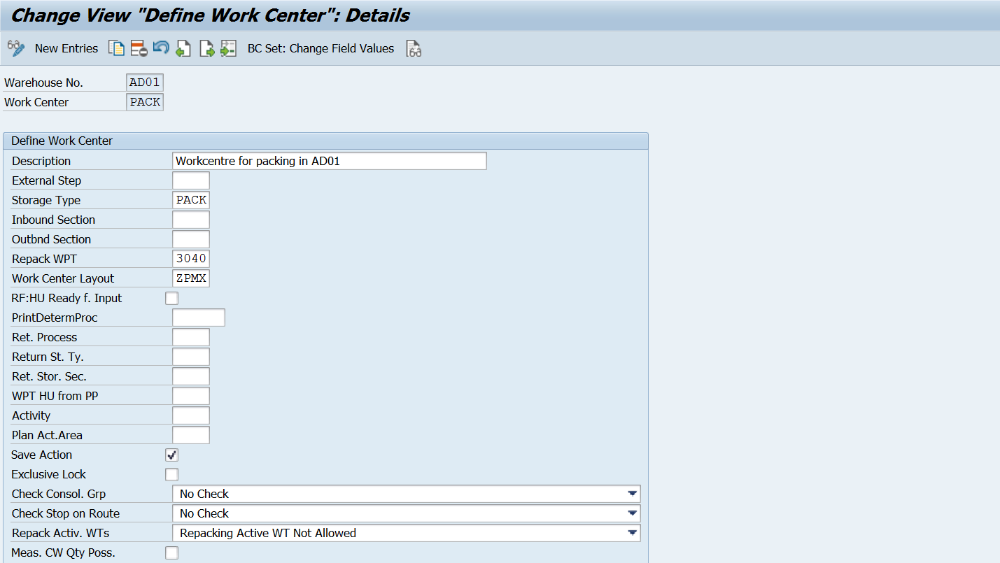 Change View "Define Work Center": Details
New Entries BC Set: Change Field Values
Warehouse No. AD01
Work Center PACK
Define Work Center
Description Workcentre for packing in AD01
External Step
Storage Type PACK
Inbound Section
Outbnd Section
Repack WPT 3040
Work Center Layout ZPMX
RF:HU Ready f. Input
PrintDetermProc
Ret. Process
Return St. Ty.
Ret. Stor. Sec.
WPT HU from PP
Activity
Plan Act.Area
Save Action
Exclusive Lock
Check Consol. Grp No Check
Check Stop on Route No Check
Repack Activ. WTs Repacking Active WT Not Allowed
Meas. CW Qty Poss.